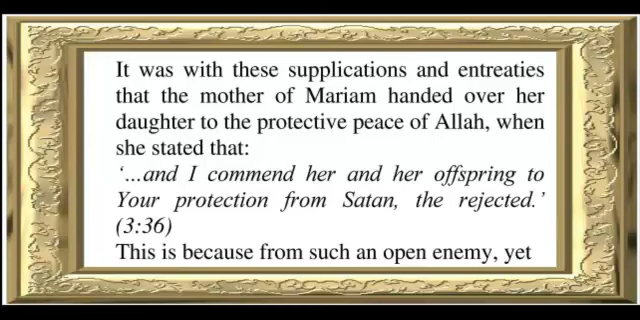 It was with these supplications and entreaties
that the mother of Mariam handed over her
daughter to the protective peace of Allah, when
she stated that:
‘...and I commend her and her offspring to
Your protection from Satan, the rejected.’
(3:36)
This is because from such an open enemy, yet